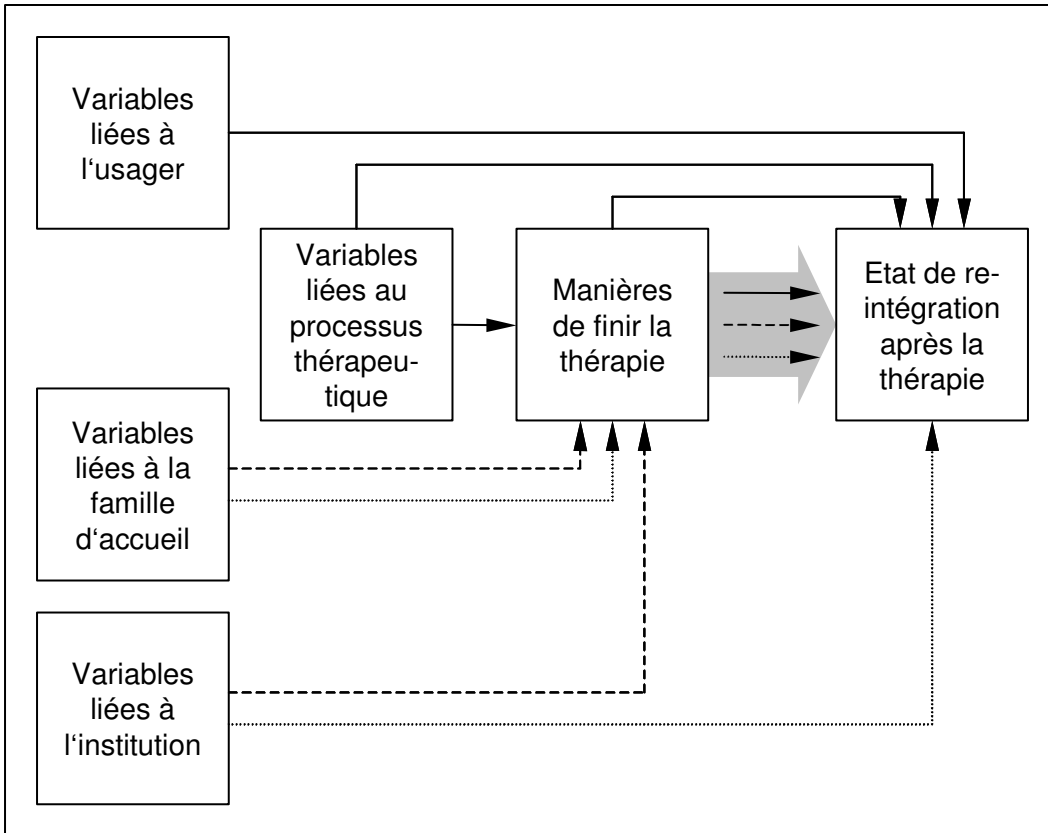 Variables
liées à
l‘usager
Variables
liées au
processus
thérapeu-
tique
Manières
de finir la
thérapie
Etat de re-
intégration
après la
thérapie
Variables
liées à la
famille
d‘accueil
Variables
liées à
l‘institution